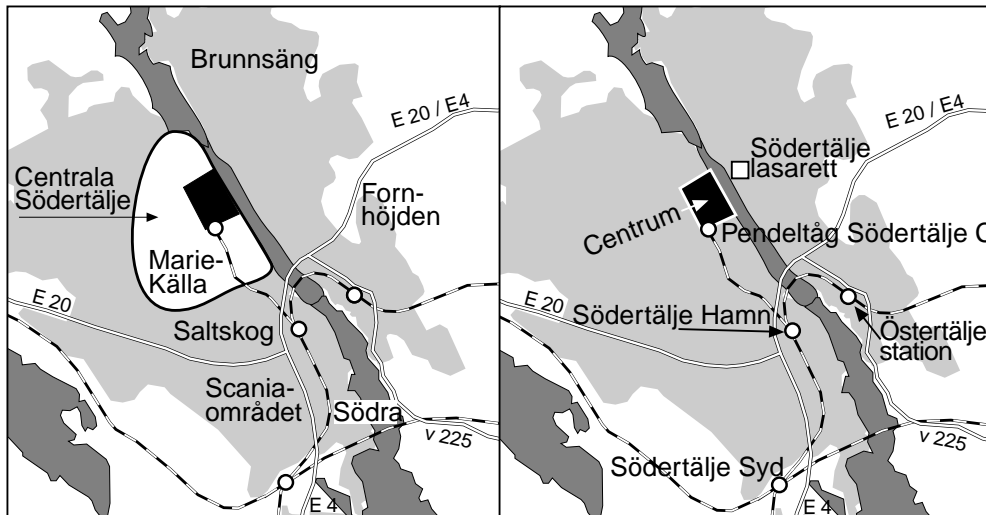 Brunnsäng
E 20 / E4
Centrala
Södertälje
Forn-
höjden
Marie-
Källa
E 20
Saltskog
Scania-
området
Södra
v 225
E 4
E 20 / E4
Södertälje
lasarett
Centrum
Pendeltåg Södertälje C
E 20
Södertälje Hamn
Östertälje
station
v 225
Södertälje Syd
E 4